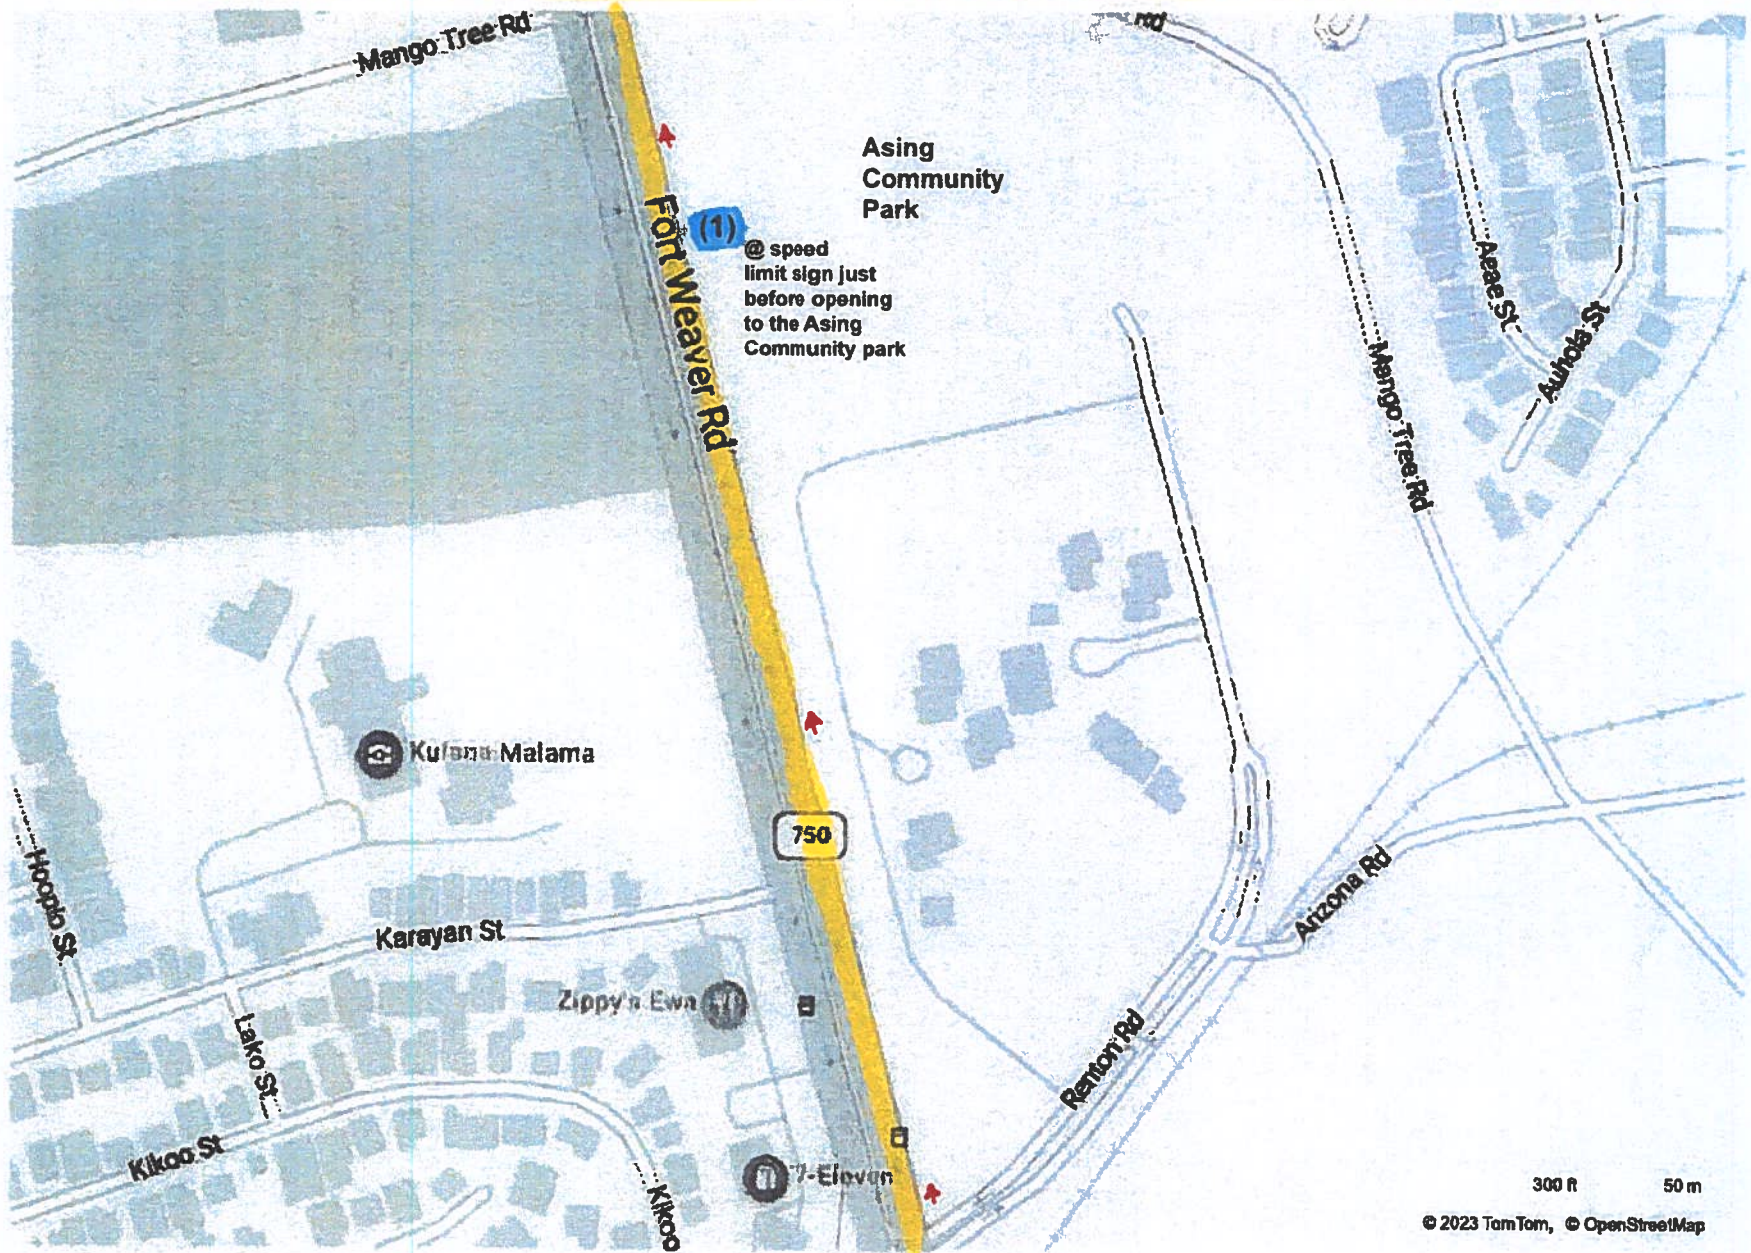 Mango Tree Rd
Rd
Asing
Community
Park
(1)
@ speed
limit sign just
before opening
to the Asing
Community park
Fort Weaver Rd
Aeae St
Auhola St
Mango Tree Rd
Kulana Malama
750
Hoopio St
Karayan St
Arizona Rd
Zippy's Ewa
Lako St
Renton Rd
Kikoo St
7-Eleven
Kikoo
300 ft 50 m
© 2023 TomTom, © OpenStreetMap